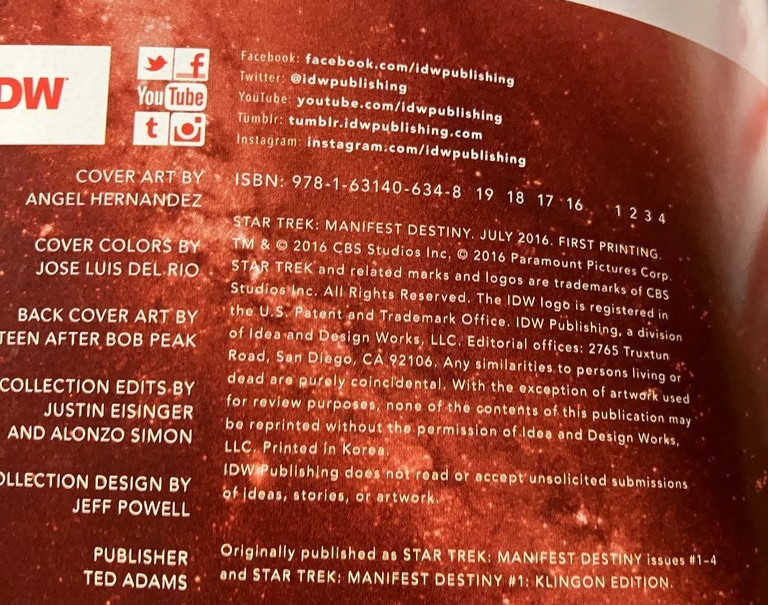 DW
You Tube
t
f
Facebook: facebook.com/idwpublishing
Twitter: @idwpublishing
YouTube: youtube.com/idwpublishing
Tumblr: tumblr.idwpublishing.com
Instagram: instagram.com/idwpublishing
COVER ART BY
ANGEL HERNANDEZ
COVER COLORS BY
JOSE LUIS DEL RIO
BACK COVER ART BY
TEEN AFTER BOB PEAK
COLLECTION EDITS BY
JUSTIN EISINGER
AND ALONZO SIMON
OLLECTION DESIGN BY
JEFF POWELL
PUBLISHER
TED ADAMS
ISBN: 978-1-63140-634-8 19 18 17 16 1 2 3 4
STAR TREK: MANIFEST DESTINY. JULY 2016. FIRST PRINTING.
TM & © 2016 CBS Studios Inc. © 2016 Paramount Pictures Corp.
STAR TREK and related marks and logos are trademarks of CBS
Studios Inc. All Rights Reserved. The IDW logo is registered in
the U.S. Patent and Trademark Office. IDW Publishing, a division
of Idea and Design Works, LLC. Editorial offices: 2765 Truxtun
Road, San Diego, CA 92106. Any similarities to persons living or
dead are purely coincidental. With the exception of artwork used
for review purposes, none of the contents of this publication may
be reprinted without the permission of Idea and Design Works,
LLC. Printed in Korea.
IDW Publishing does not read or accept unsolicited submissions
of ideas, stories, or artwork.
Originally published as STAR TREK: MANIFEST DESTINY issues #1–4
and STAR TREK: MANIFEST DESTINY #1: KLINGON EDITION.